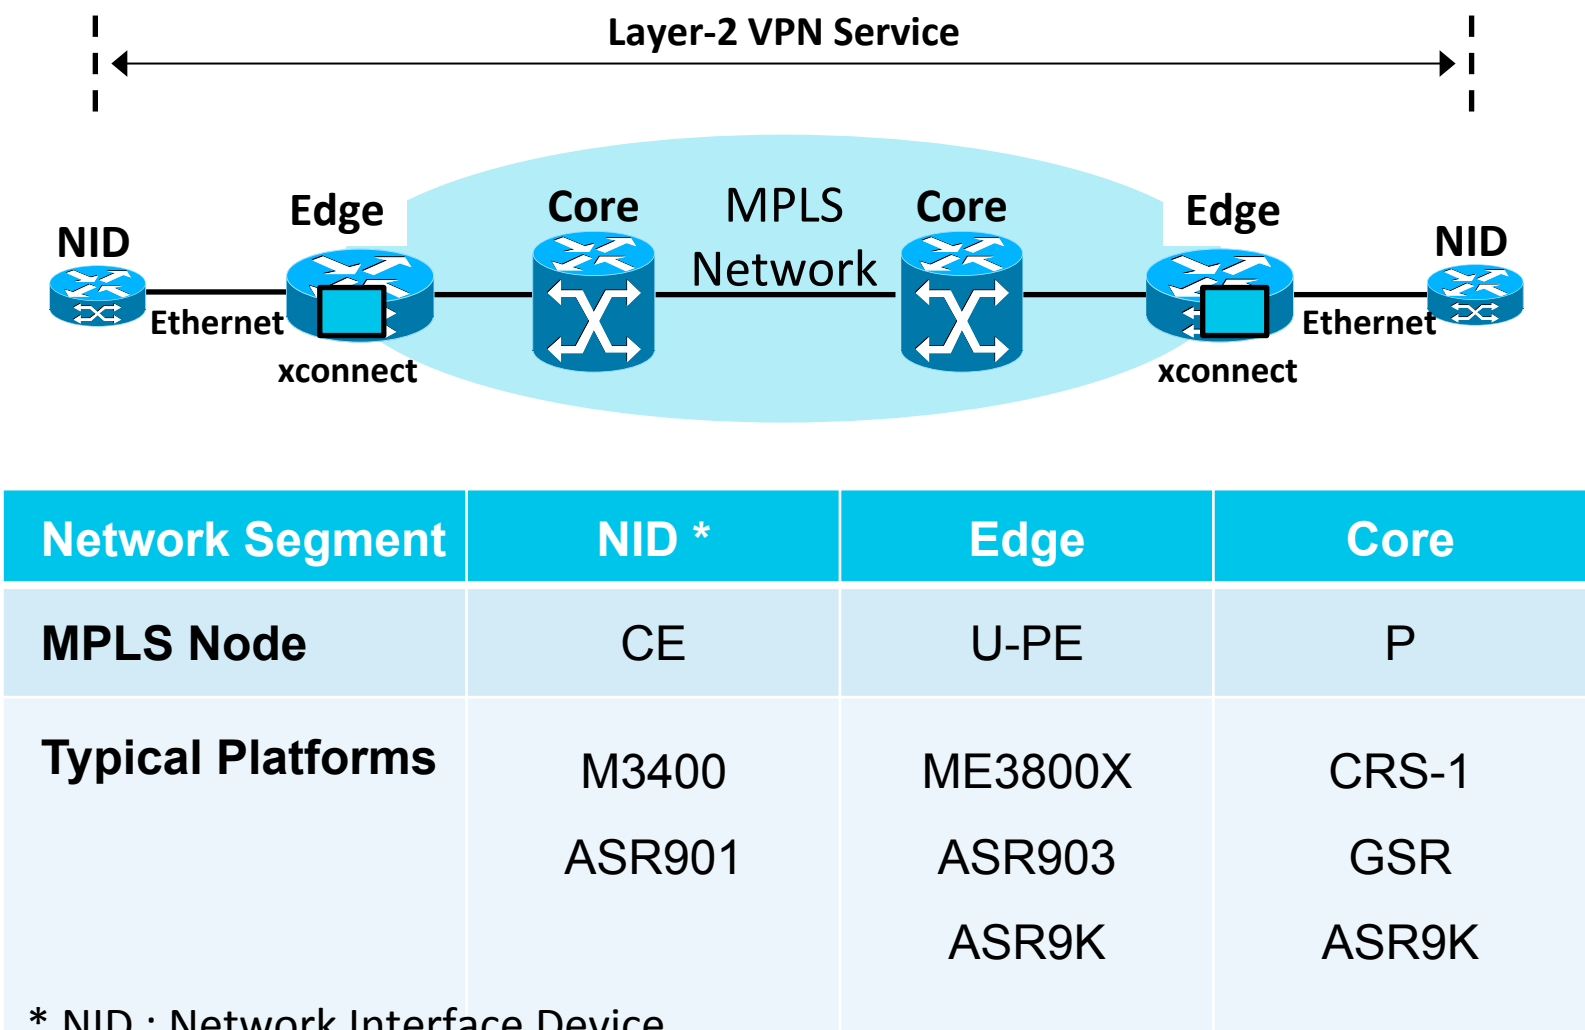 Layer-2 VPN Service
NID
Edge
Core
MPLS
Network
Core
Edge
NID
Ethernet
xconnect
Ethernet
xconnect
Network Segment NID * Edge Core
MPLS Node CE U-PE P
Typical Platforms M3400 ME3800X CRS-1
ASR901 ASR903 GSR
ASR9K ASR9K
* NID : Network Interface Device